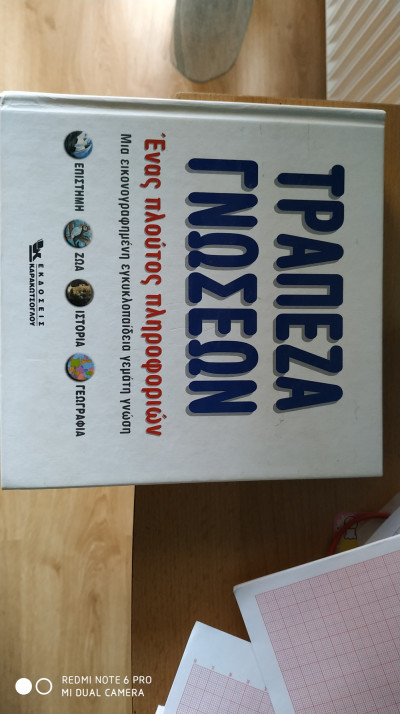 ΤΡΑΠΕΖΑ
ΓΝΩΣΕΩΝ
Ένας πλούτος πληροφοριών
Μια εικονογραφημένη εγκυκλοπαίδεια γεμάτη γνώση
ΕΠΙΣΤΗΜΗ ΖΩΑ ΙΣΤΟΡΙΑ ΓΕΩΓΡΑΦΙΑ
ΕΚΔΟΣΕΙΣ
ΚΑΡΑΚΩΤΣΟΓΛΟΥ
REDMI NOTE 6 PRO
MI DUAL CAMERA